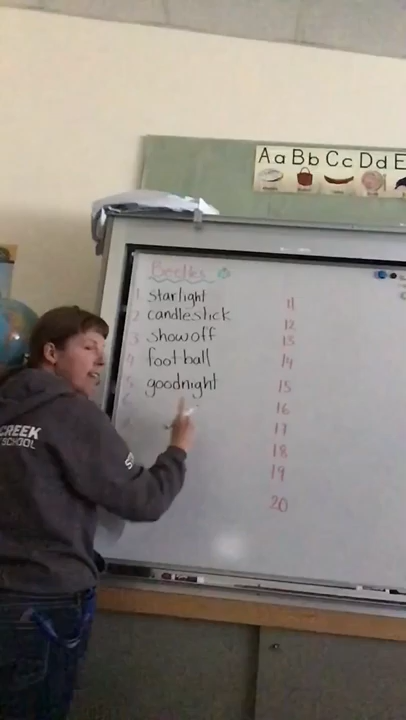 Aa Bb Cc Dd E
Beetles
1 starlight
2 candlestick
3 showoff
4 football
5 goodnight
6
11
12
13
14
15
16
17
18
19
20
CREEK
SCHOOL